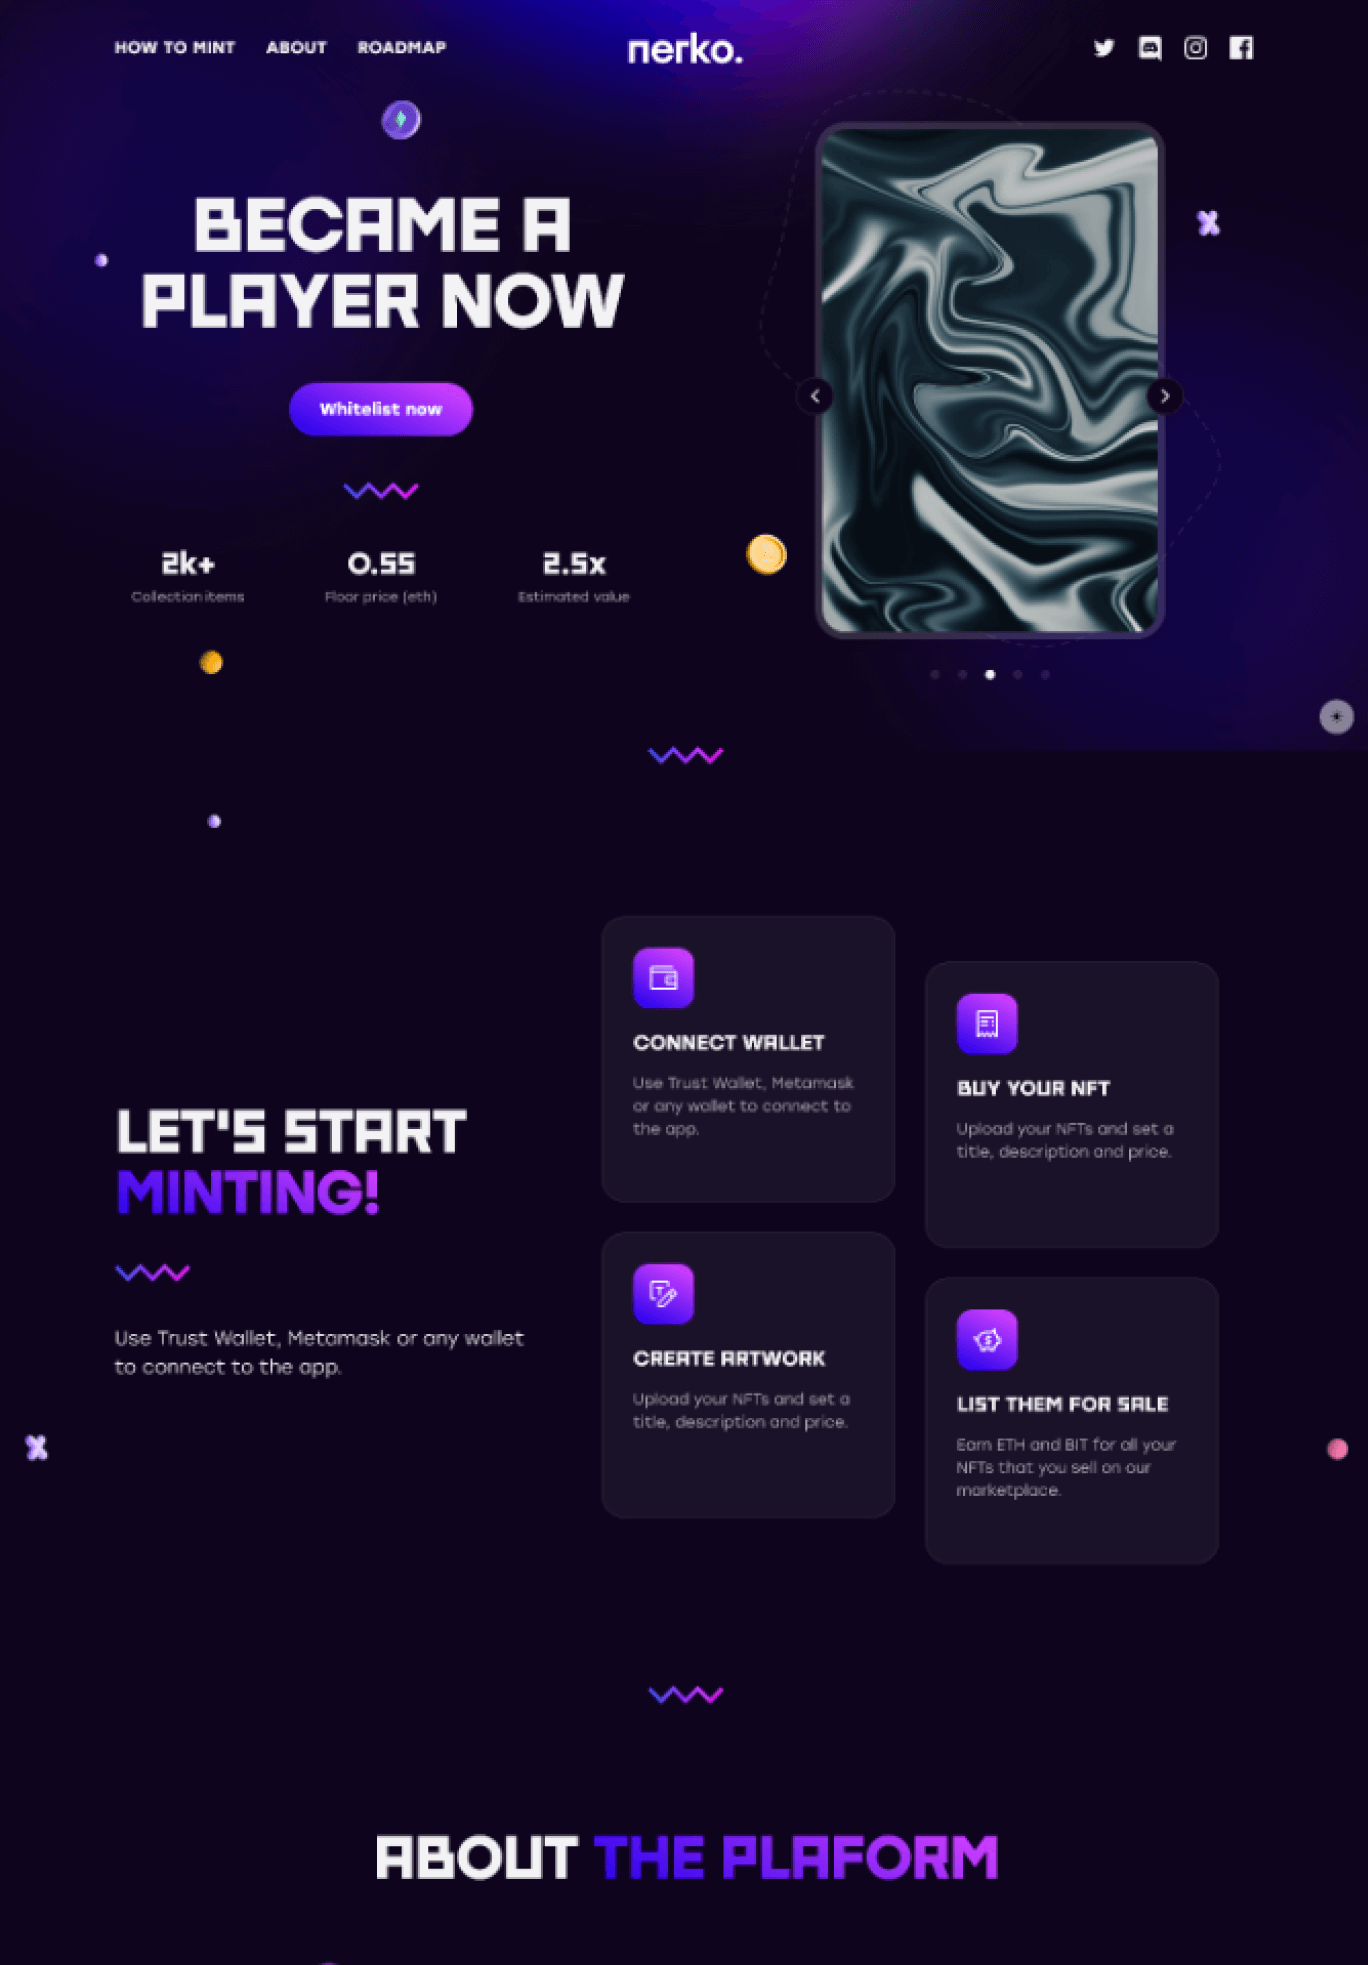 HOW TO MINT ABOUT ROADMAP
nerko.
BECAME A
PLAYER NOW
Whitelist now
2k+
Collection items
0.55
Floor price (eth)
2.5x
Estimated value
LET'S START
MINTING!
Use Trust Wallet, Metamask or any wallet
to connect to the app.
CONNECT WALLET
Use Trust Wallet, Metamask
or any wallet to connect to
the app.
BUY YOUR NFT
Upload your NFTs and set a
title, description and price.
CREATE ARTWORK
Upload your NFTs and set a
title, description and price.
LIST THEM FOR SALE
Earn ETH and BIT for all your
NFTs that you sell on our
marketplace.
ABOUT THE PLAFORM